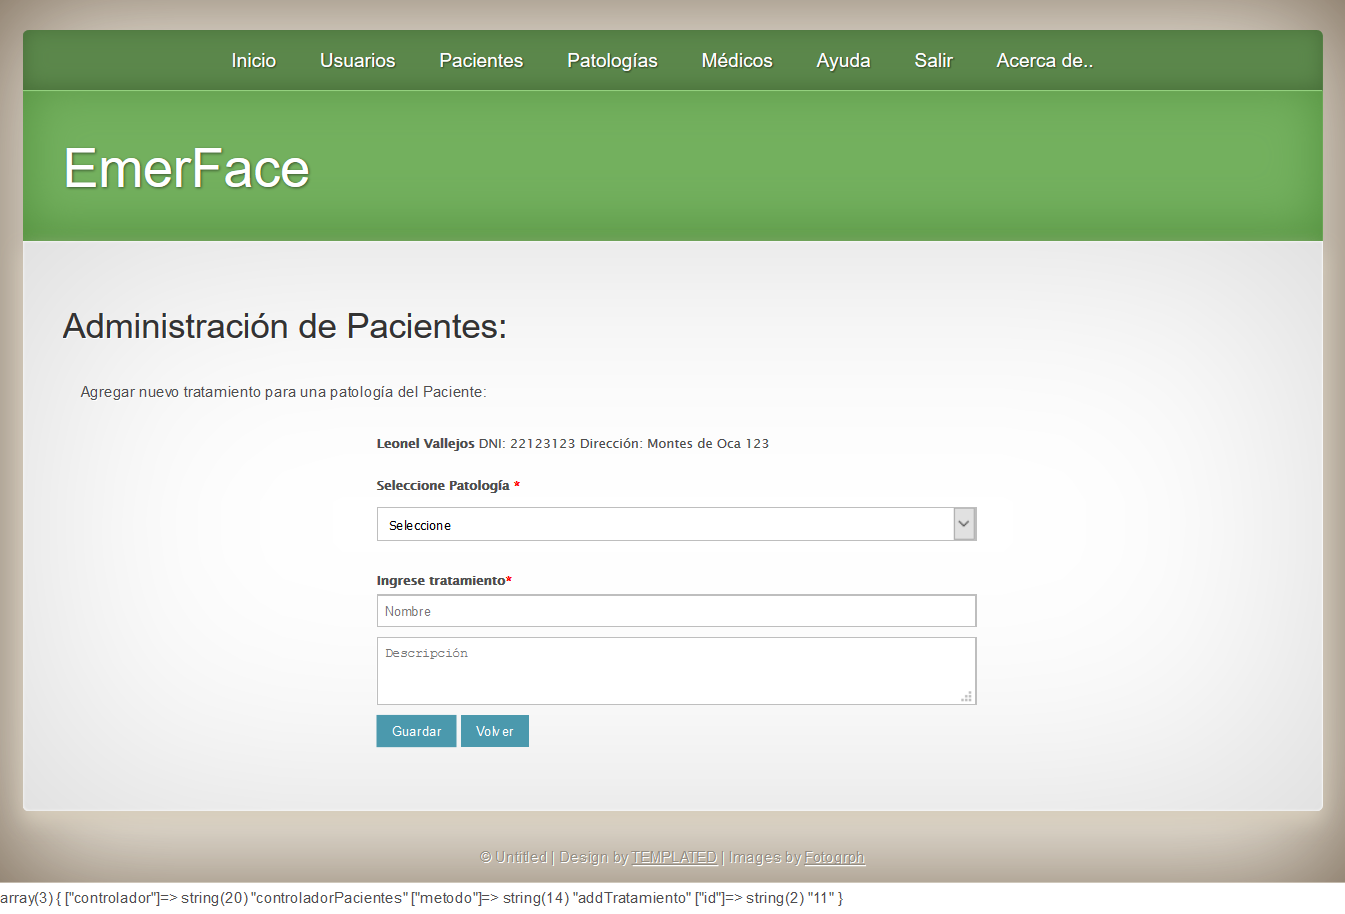 Inicio Usuarios Pacientes Patologías Médicos Ayuda Salir Acerca de..
EmerFace
Administración de Pacientes:
Agregar nuevo tratamiento para una patología del Paciente:
Leonel Vallejos DNI: 22123123 Dirección: Montes de Oca 123
Seleccione Patología *
Seleccione
Ingrese tratamiento*
Nombre
Descripción
Guardar Volver
© Untitled | Design by TEMPLATED | Images by Fotogrph
array(3) { ["controlador"]=> string(20) "controladorPacientes" ["metodo"]=> string(14) "addTratamiento" ["id"]=> string(2) "11" }